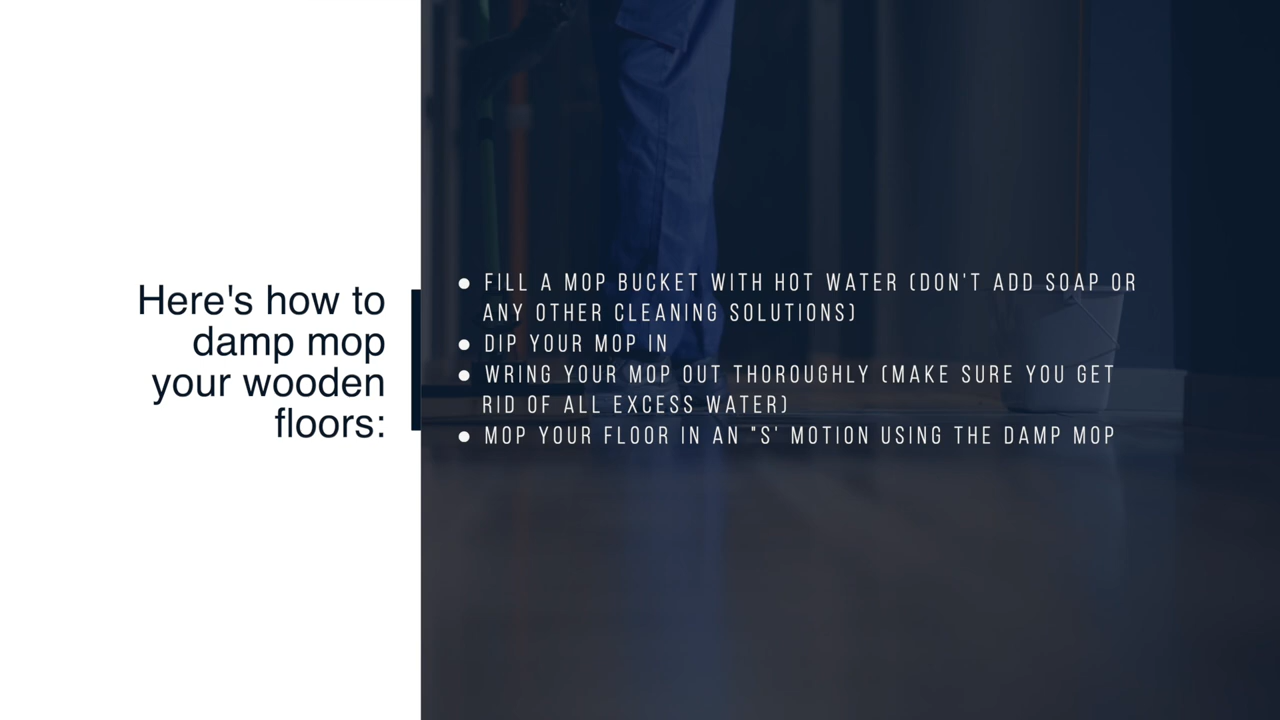 Here's how to
damp mop
your wooden
floors:
● FILL A MOP BUCKET WITH HOT WATER (DON'T ADD SOAP OR
ANY OTHER CLEANING SOLUTIONS)
● DIP YOUR MOP IN
● WRING YOUR MOP OUT THOROUGHLY (MAKE SURE YOU GET
RID OF ALL EXCESS WATER)
● MOP YOUR FLOOR IN AN "S' MOTION USING THE DAMP MOP